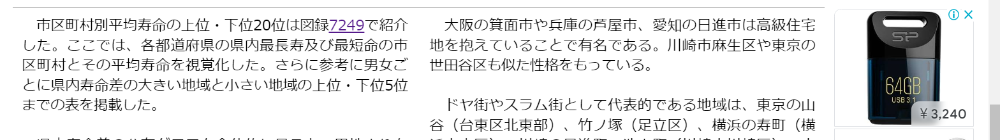 市区町村別平均寿命の上位・下位20位は図録7249で紹介
した。ここでは、各都道府県の県内最長寿及び最短命の市
区町村とその平均寿命を視覚化した。さらに参考に男女ご
とに県内寿命差の大きい地域と小さい地域の上位・下位5位
までの表を掲載した。
大阪の箕面市や兵庫の芦屋市、愛知の日進市は高級住宅
地を抱えていることで有名である。川崎市麻生区や東京の
世田谷区も似た性格をもっている。
ドヤ街やスラム街として代表的である地域は、東京の山
谷（台東区北東部）、竹ノ塚（足立区）、横浜の寿町（横
SP
64GB
USB 3.1
¥ 3,240